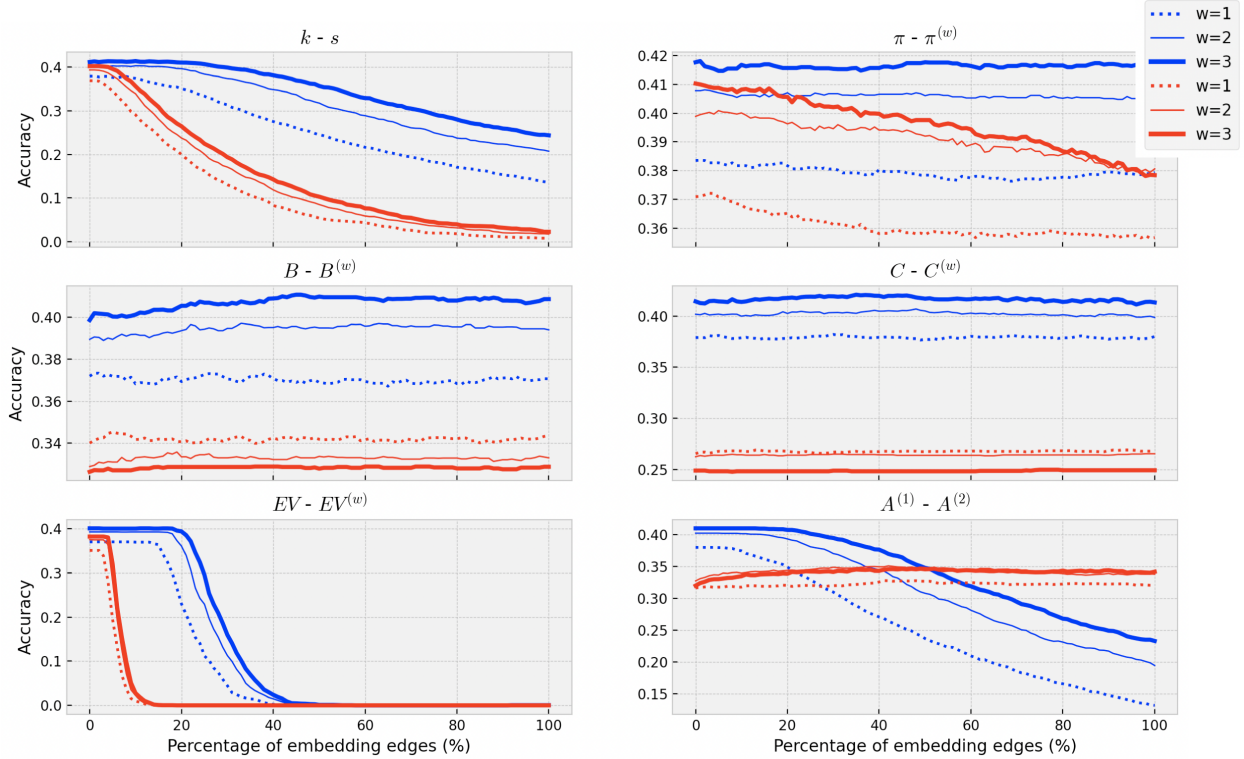 w=1
w=2
w=3
w=1
w=2
w=3
k - s
Accuracy
0.4
0.3
0.2
0.1
0.0
π - π^(w)
0.42
0.41
0.40
0.39
0.38
0.37
0.36
B - B^(w)
Accuracy
0.40
0.38
0.36
0.34
C - C^(w)
0.40
0.35
0.30
0.25
EV - EV^(w)
Accuracy
0.4
0.3
0.2
0.1
0.0
0 20 40 60 80 100
Percentage of embedding edges (%)
A^(1) - A^(2)
0.40
0.35
0.30
0.25
0.20
0.15
0 20 40 60 80 100
Percentage of embedding edges (%)